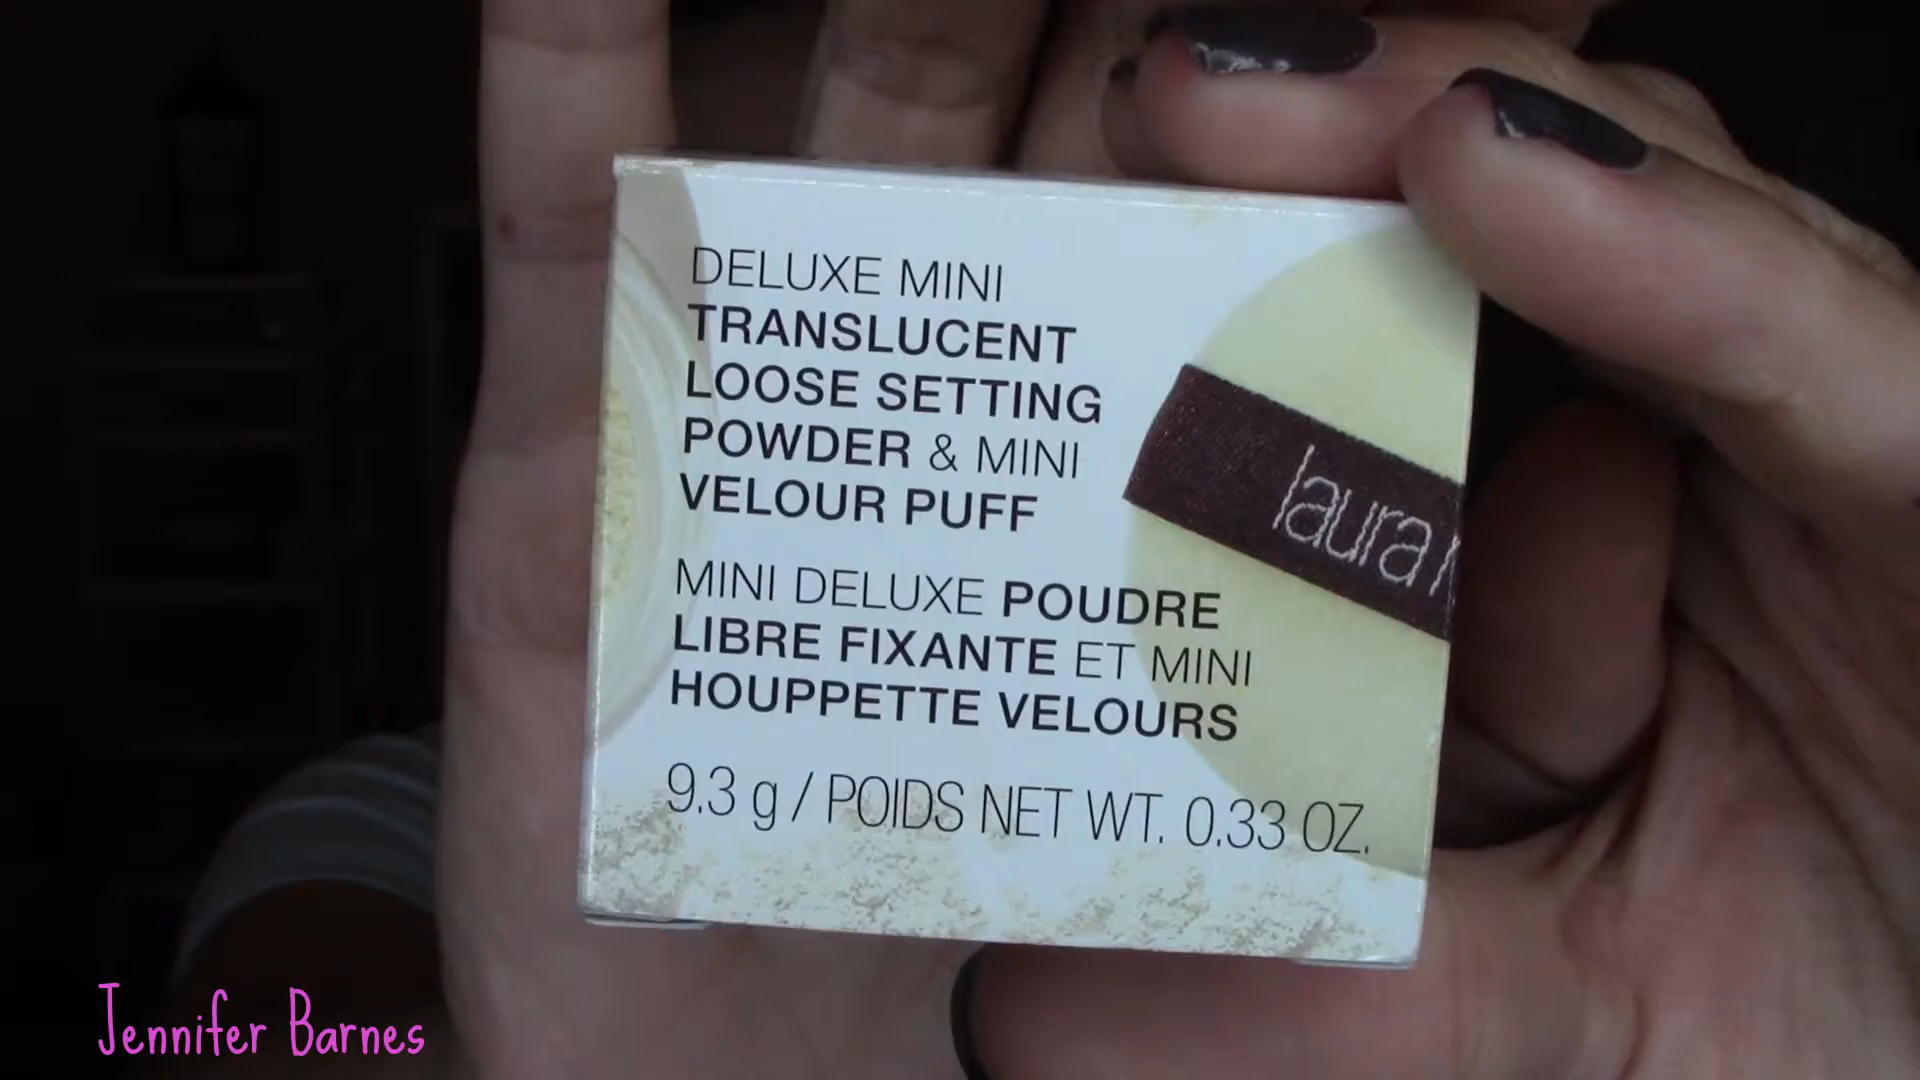 DELUXE MINI
TRANSLUCENT
LOOSE SETTING
POWDER & MINI
VELOUR PUFF
laura
MINI DELUXE POUDRE
LIBRE FIXANTE ET MINI
HOUPPETTE VELOURS
9.3 g / POIDS NET WT. 0.33 OZ.
Jennifer Barnes